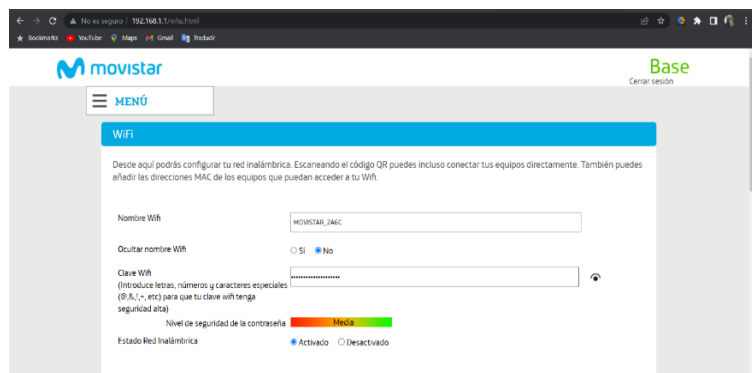 No es seguro | 192.168.1.1/mhs.html
Bookmarks YouTube Maps Gmail Traducir
movistar
Base
Cerrar sesión
MENÚ
WiFi
Desde aquí podrás configurar tu red inalámbrica. Escaneando el código QR puedes incluso conectar tus equipos directamente. También puedes
añadir las direcciones MAC de los equipos que puedan acceder a tu Wifi.
Nombre Wifi
MOVISTAR_2A6C
Ocultar nombre Wifi
Sí No
Clave Wifi
(Introduce letras, números y caracteres especiales
(@,&,!,+, etc) para que tu clave wifi tenga
seguridad alta)
Nivel de seguridad de la contraseña Media
Estado Red Inalámbrica
Activado Desactivado